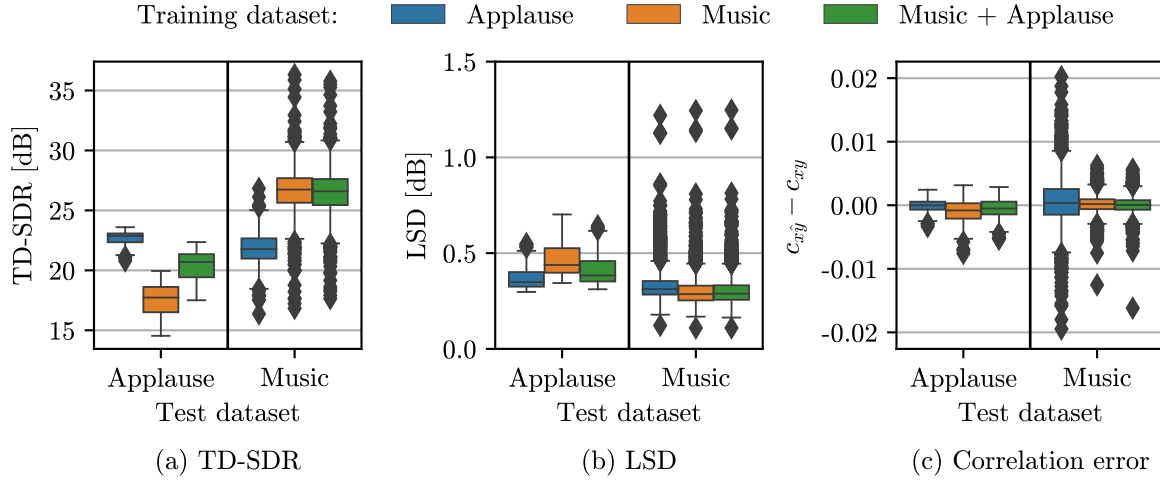 Training dataset: Applause Music Music + Applause
TD-SDR [dB]
35
30
25
20
15
Applause Music
Test dataset
(a) TD-SDR
LSD [dB]
1.5
1.0
0.5
0.0
Applause Music
Test dataset
(b) LSD
c_{xŷ} − c_{xy}
0.02
0.01
0.00
-0.01
-0.02
Applause Music
Test dataset
(c) Correlation error